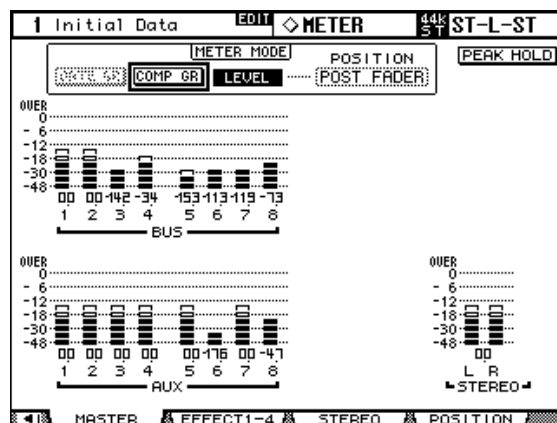 1 Initial Data EDIT ◇METER 44k ST ST-L-ST
METER MODE
POSITION
PEAK HOLD
GATE GR COMP GR LEVEL POST FADER
OVER
0
- 6
-12
-18
-30
-48
00 00 -142 -34 -153 -113 -119 -73
1 2 3 4 5 6 7 8
BUS
OVER
0
- 6
-12
-18
-30
-48
00 00 00 00 00 -176 00 -47
1 2 3 4 5 6 7 8
AUX
OVER
0
- 6
-12
-18
-30
-48
00
L R
STEREO
MASTER EFFECT1-4 STEREO POSITION